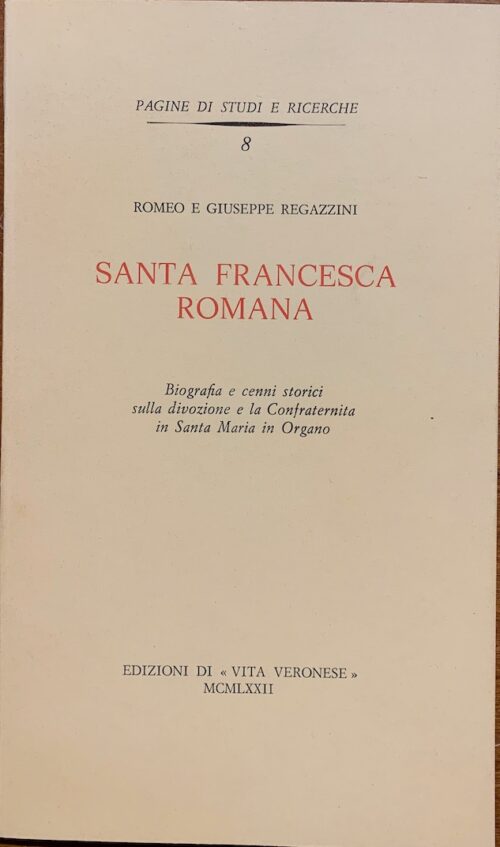 PAGINE DI STUDI E RICERCHE
8
ROMEO E GIUSEPPE REGAZZINI
SANTA FRANCESCA
ROMANA
Biografia e cenni storici
sulla divozione e la Confraternita
in Santa Maria in Organo
EDIZIONI DI « VITA VERONESE »
MCMLXXII